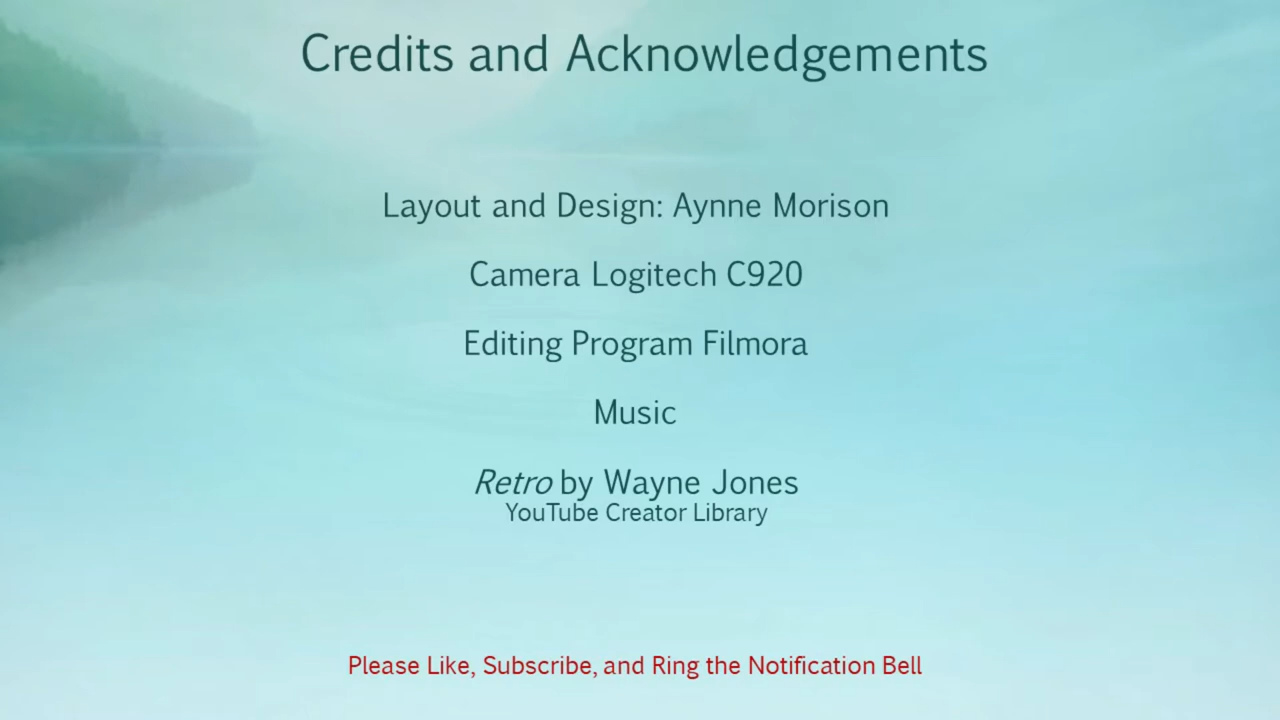 Credits and Acknowledgements
Layout and Design: Aynne Morison
Camera Logitech C920
Editing Program Filmora
Music
Retro by Wayne Jones
YouTube Creator Library
Please Like, Subscribe, and Ring the Notification Bell